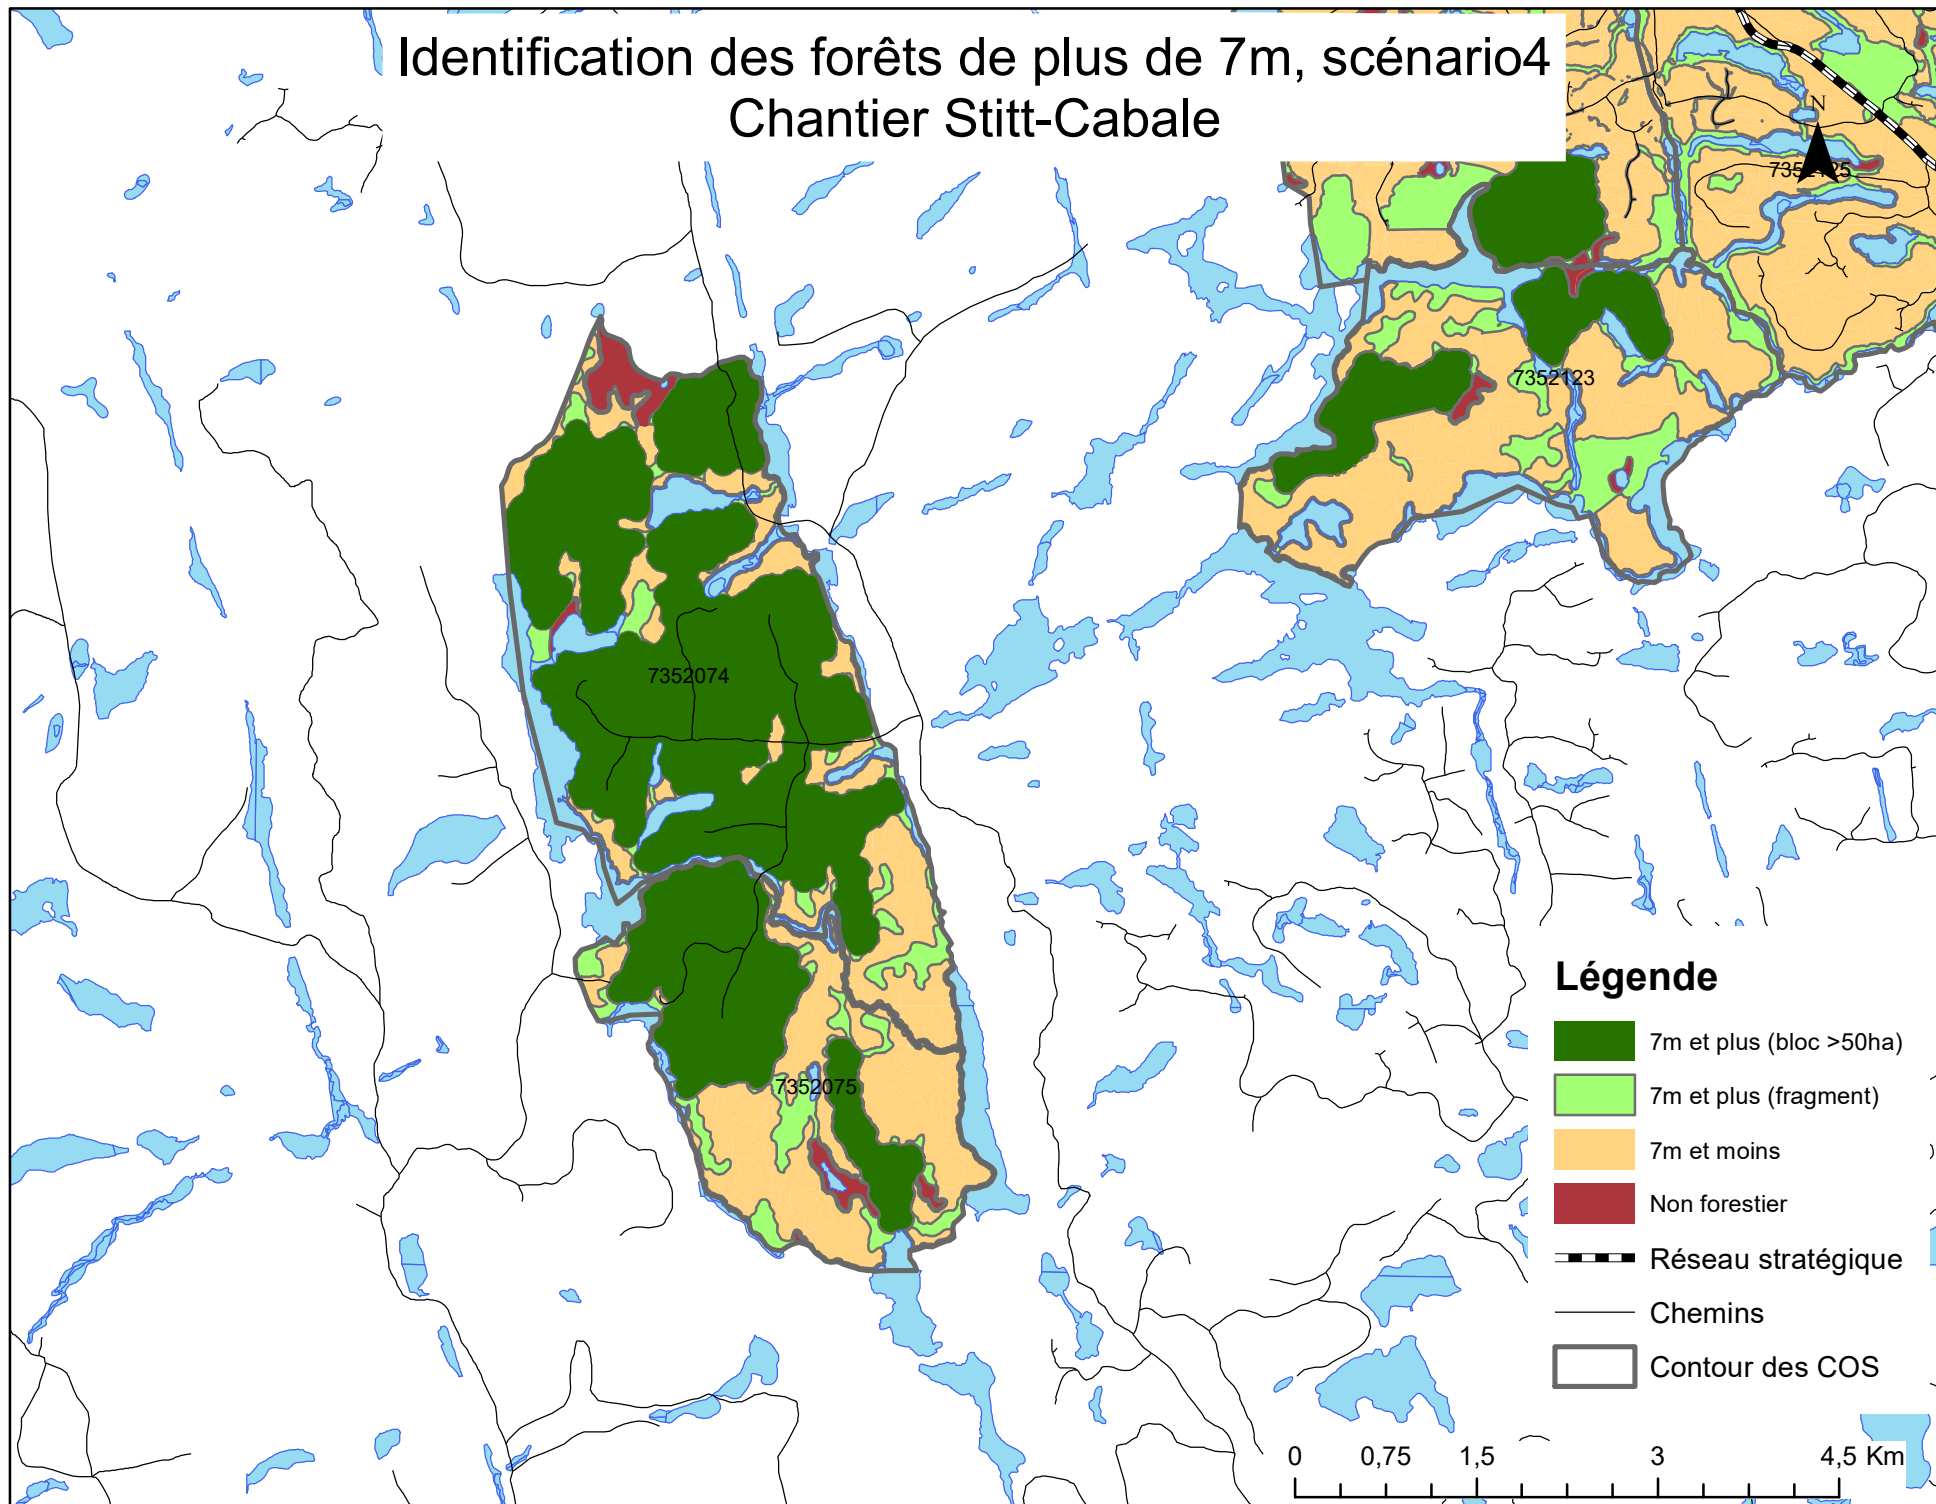 Identification des forêts de plus de 7m, scénario4
Chantier Stitt-Cabale
N
7352125
7352123
7352074
7352075
Légende
7m et plus (bloc >50ha)
7m et plus (fragment)
7m et moins
Non forestier
Réseau stratégique
Chemins
Contour des COS
0 0,75 1,5 3 4,5 Km